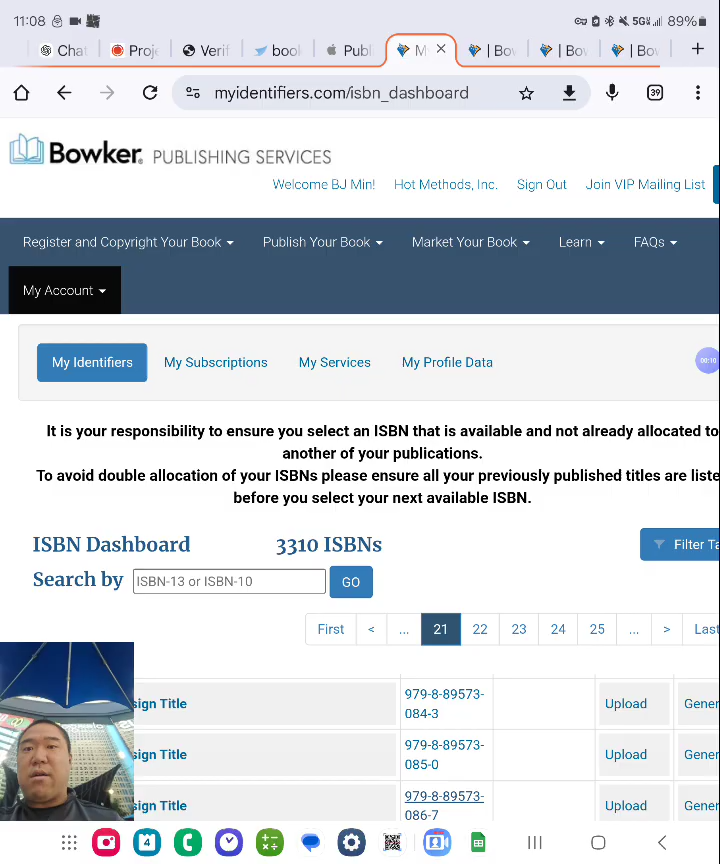 11:08 5G 89%
Chat Proj Verif book Publ M | Bow | Bow | Bow
myidentifiers.com/isbn_dashboard 39
Bowker. PUBLISHING SERVICES
Welcome BJ Min! Hot Methods, Inc. Sign Out Join VIP Mailing List
Register and Copyright Your Book Publish Your Book Market Your Book Learn FAQs
My Account
My Identifiers My Subscriptions My Services My Profile Data
00:10
It is your responsibility to ensure you select an ISBN that is available and not already allocated to
another of your publications.
To avoid double allocation of your ISBNs please ensure all your previously published titles are liste
before you select your next available ISBN.
ISBN Dashboard 3310 ISBNs
Filter Ta
Search by ISBN-13 or ISBN-10 GO
First < ... 21 22 23 24 25 ... > Last
sign Title 979-8-89573- Upload Gener
084-3
sign Title 979-8-89573- Upload Gener
085-0
sign Title 979-8-89573- Upload Gener
086-7
4